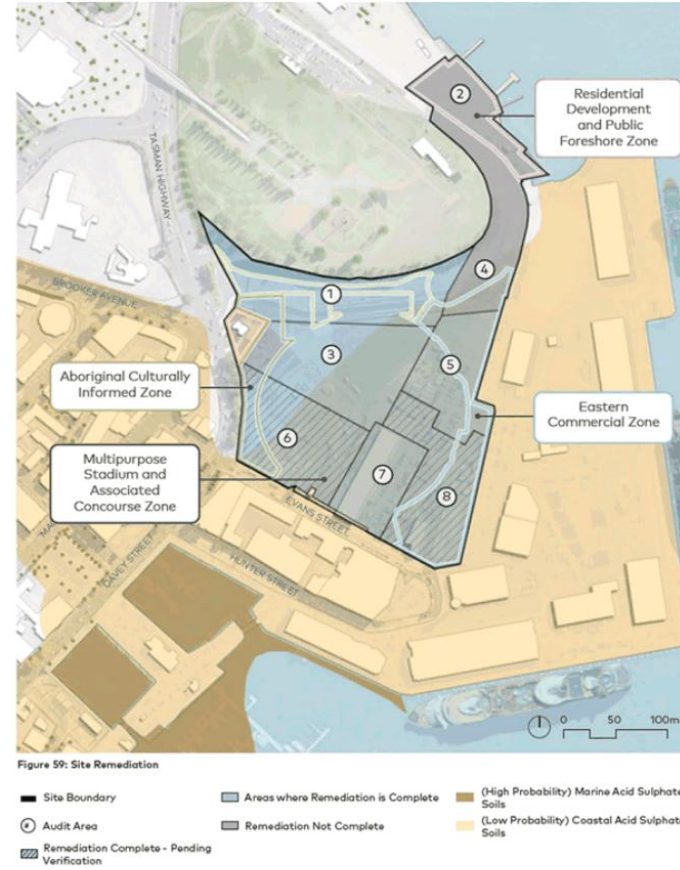 2
Residential
Development
and Public
Foreshore Zone
TASMAN HIGHWAY
4
BROOKER AVENUE
1
3
5
Aboriginal Culturally
Informed Zone
Eastern
Commercial Zone
6
Multipurpose
Stadium and
Associated
Concourse Zone
7
8
EVANS STREET
DAVEY STREET
HUNTER STREET
0 50 100m
Figure 59: Site Remediation
Site Boundary
Areas where Remediation is Complete
(High Probability) Marine Acid Sulphate
Soils
# Audit Area
Remediation Not Complete
(Low Probability) Coastal Acid Sulphate
Soils
Remediation Complete - Pending
Verification